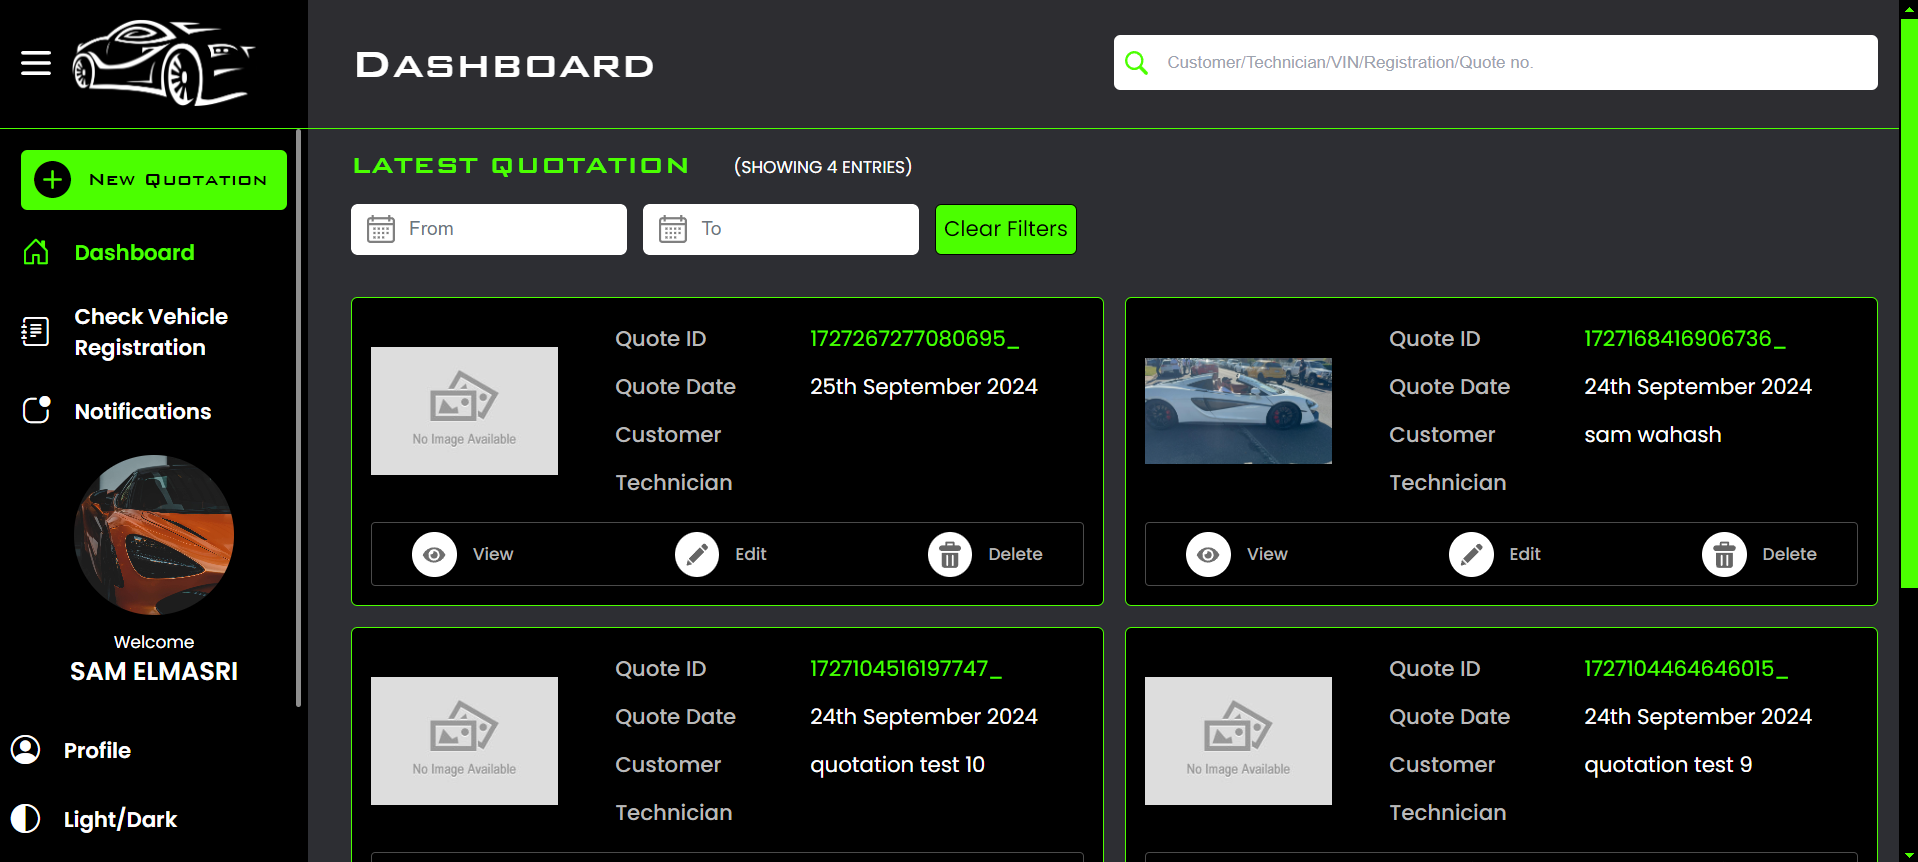 Dashboard
Customer/Technician/VIN/Registration/Quote no.
New Quotation
Dashboard
Check Vehicle
Registration
Notifications
Welcome
SAM ELMASRI
Profile
Light/Dark
LATEST QUOTATION (SHOWING 4 ENTRIES)
From To Clear Filters
No Image Available
Quote ID 1727267277080695_
Quote Date 25th September 2024
Customer
Technician
View Edit Delete
Quote ID 1727168416906736_
Quote Date 24th September 2024
Customer sam wahash
Technician
View Edit Delete
No Image Available
Quote ID 1727104516197747_
Quote Date 24th September 2024
Customer quotation test 10
Technician
No Image Available
Quote ID 1727104464646015_
Quote Date 24th September 2024
Customer quotation test 9
Technician